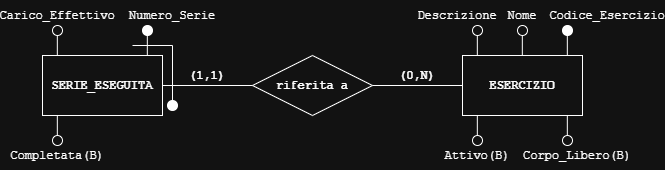 Carico_Effettivo Numero_Serie Descrizione Nome Codice_Esercizio
SERIE_ESEGUITA (1,1) riferita a (0,N) ESERCIZIO
Completata(B) Attivo(B) Corpo_Libero(B)